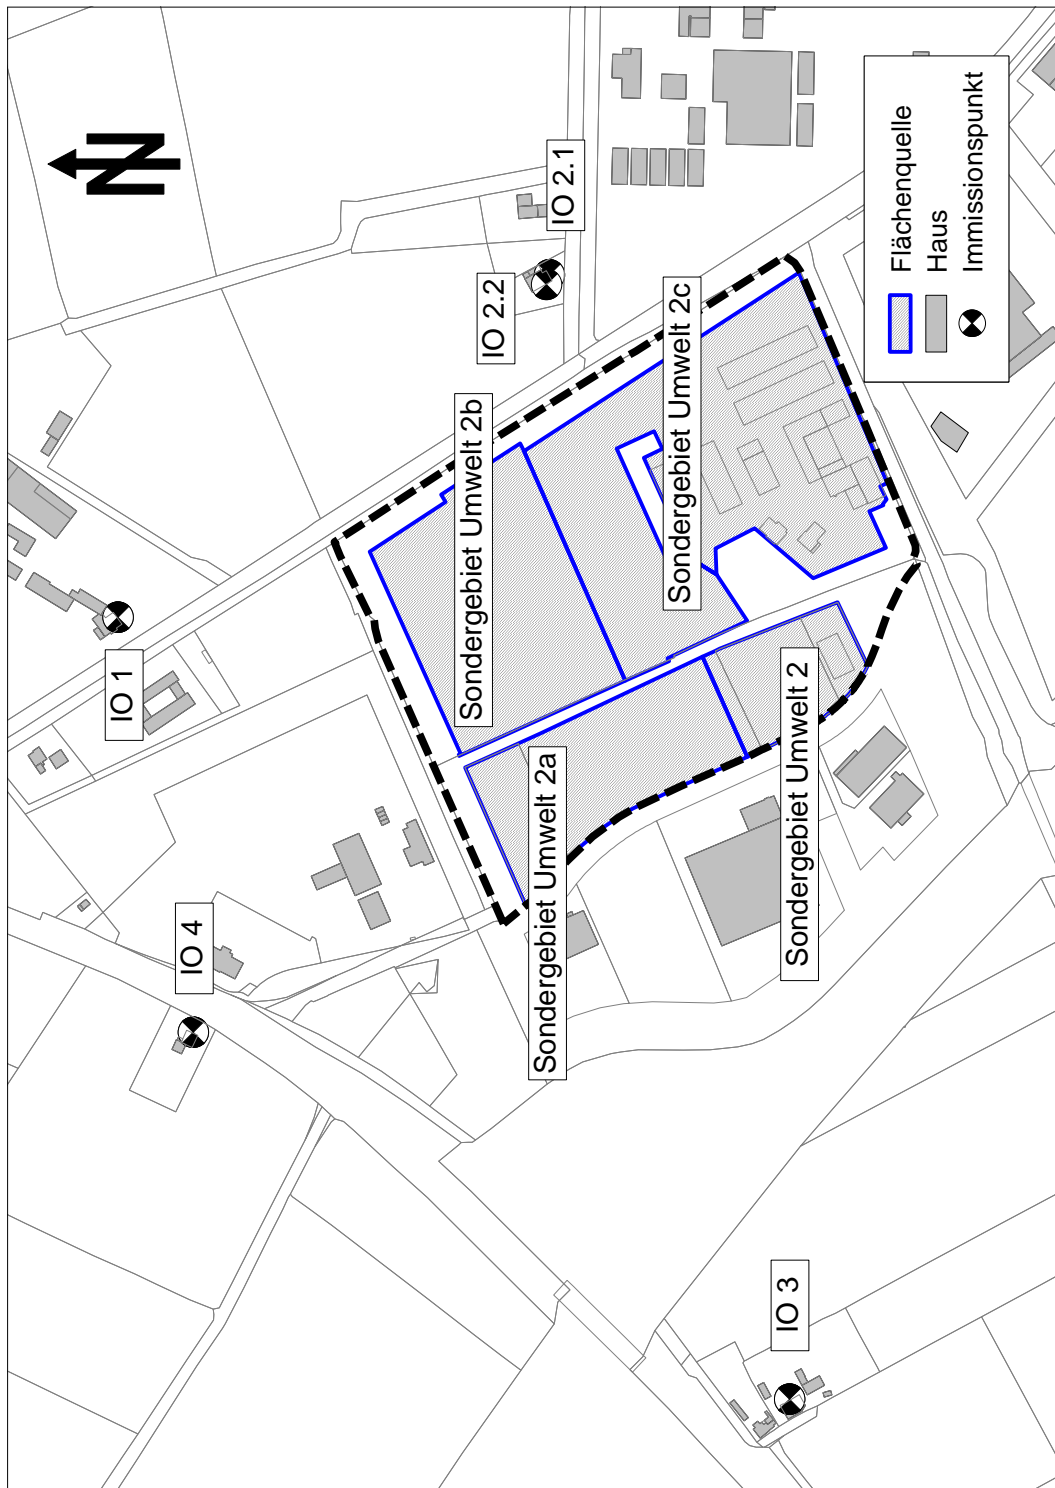 N
IO 1
IO 4
IO 2.1
IO 2.2
Sondergebiet Umwelt 2b
Sondergebiet Umwelt 2a
Sondergebiet Umwelt 2c
Sondergebiet Umwelt 2
IO 3
Flächenquelle
Haus
Immissionspunkt